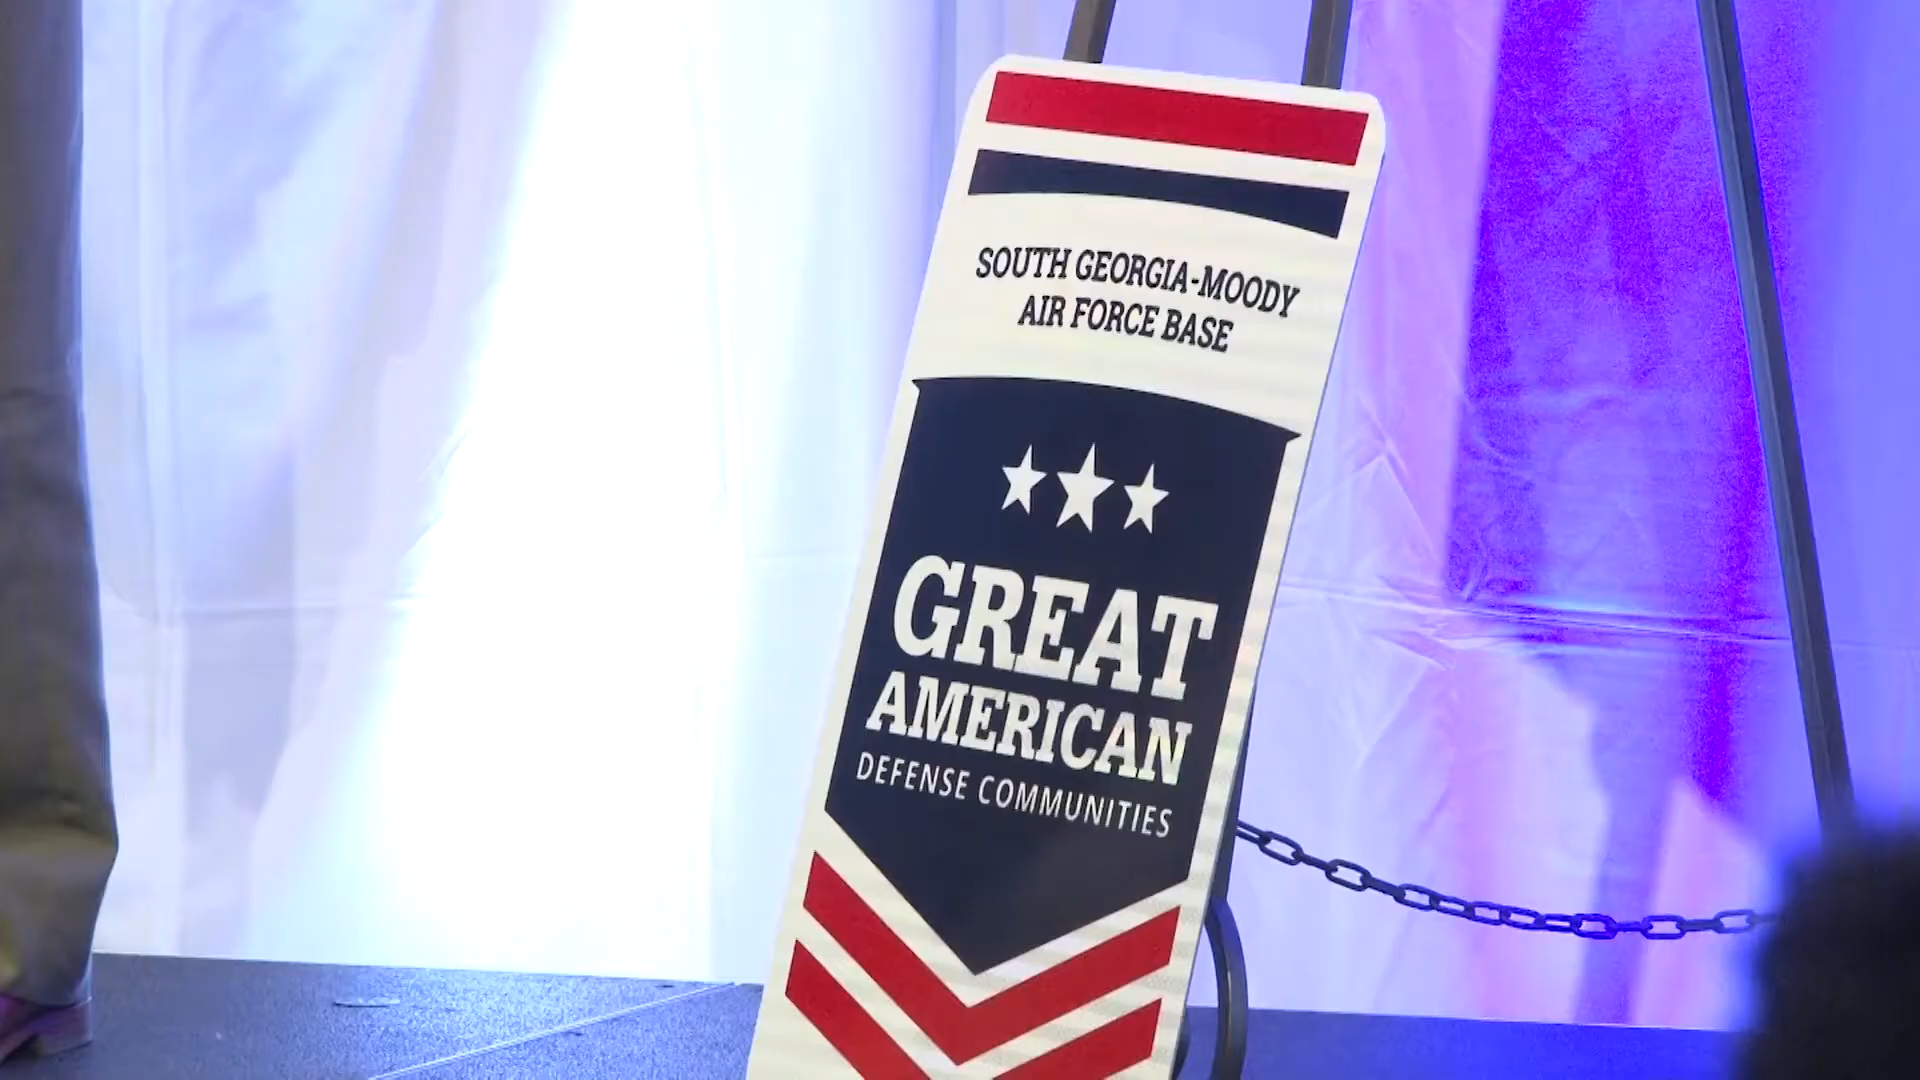 SOUTH GEORGIA-MOODY
AIR FORCE BASE
GREAT
AMERICAN
DEFENSE COMMUNITIES